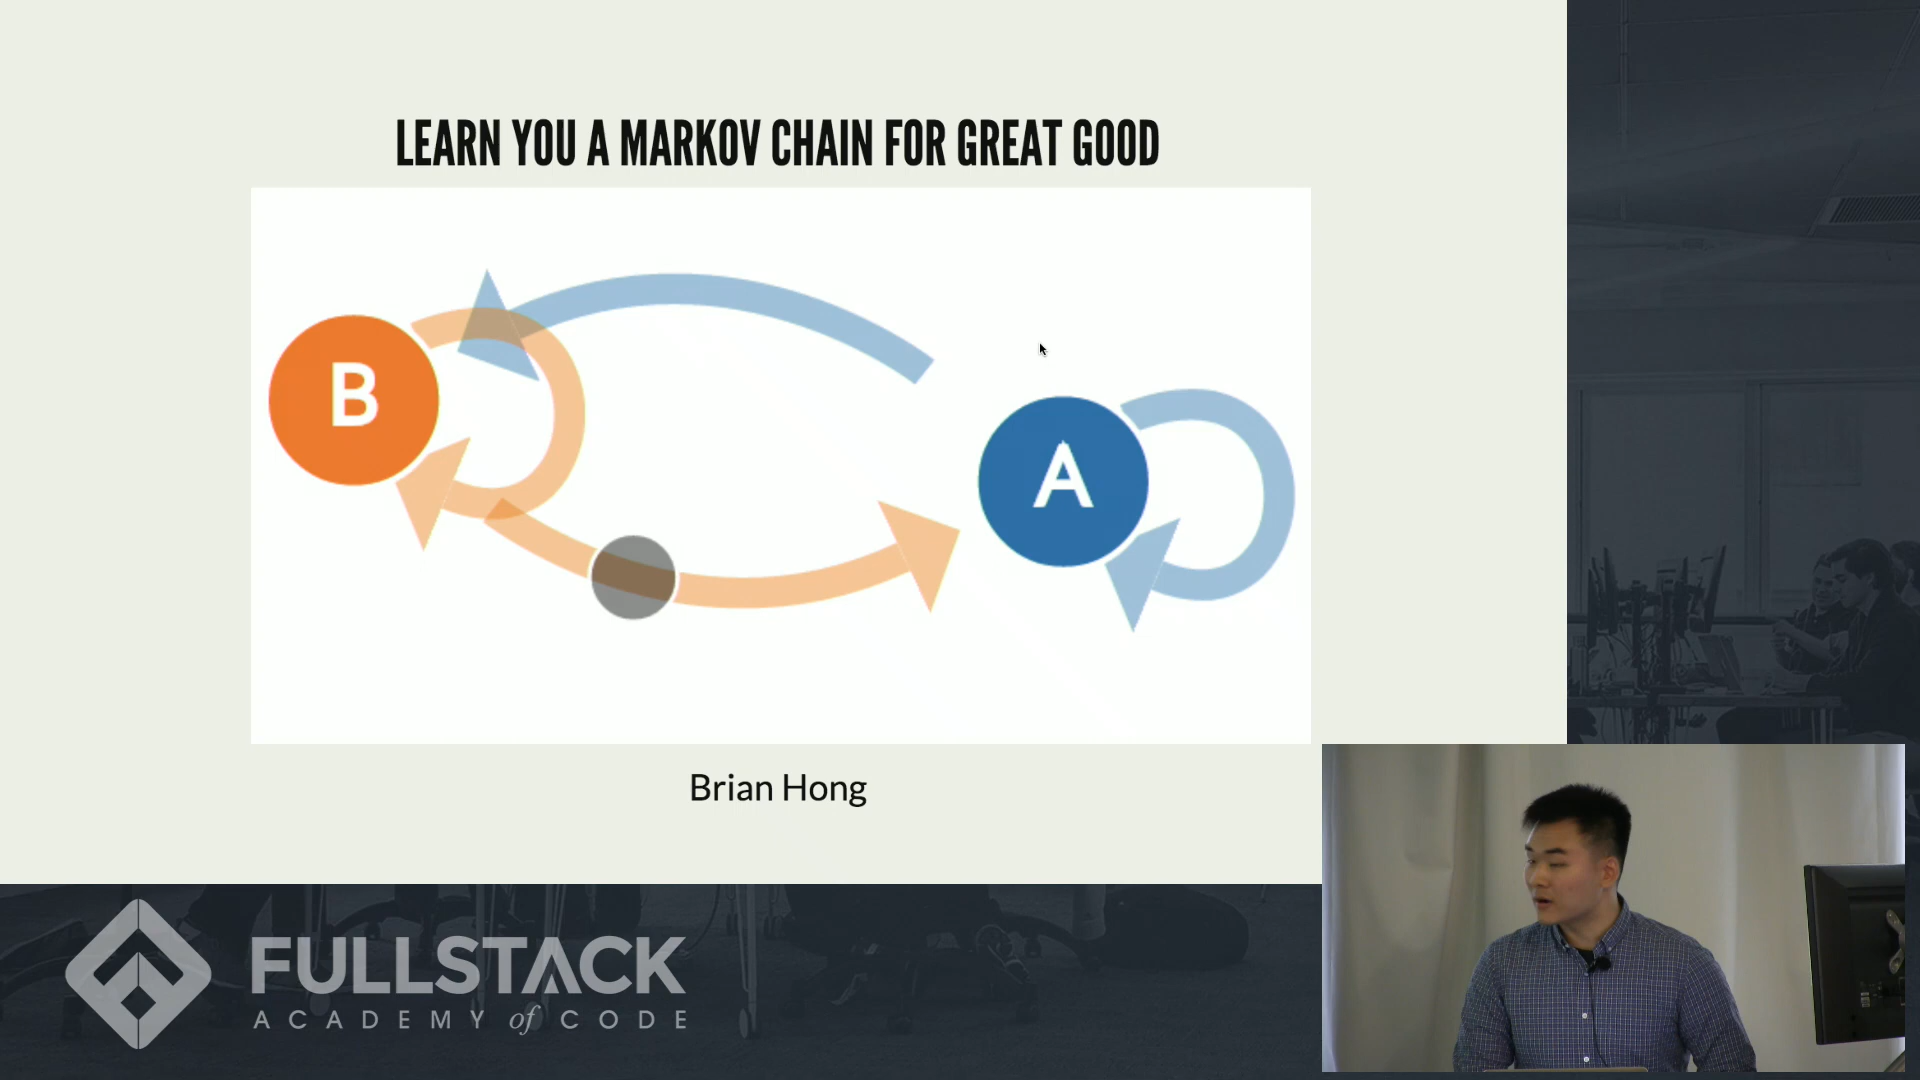 LEARN YOU A MARKOV CHAIN FOR GREAT GOOD
B
A
Brian Hong
FULLSTACK
ACADEMY of CODE